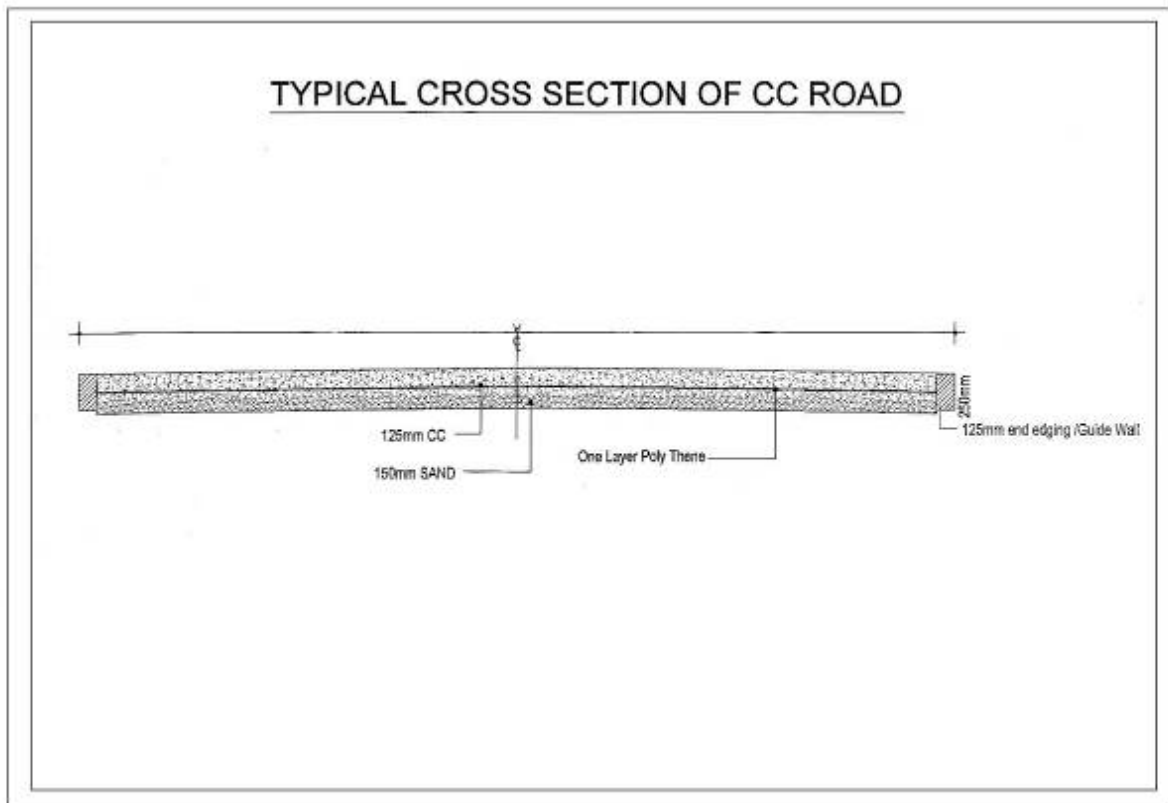 TYPICAL CROSS SECTION OF CC ROAD
125mm CC
150mm SAND
One Layer Poly Thene
250mm
125mm end edging /Guide Wall